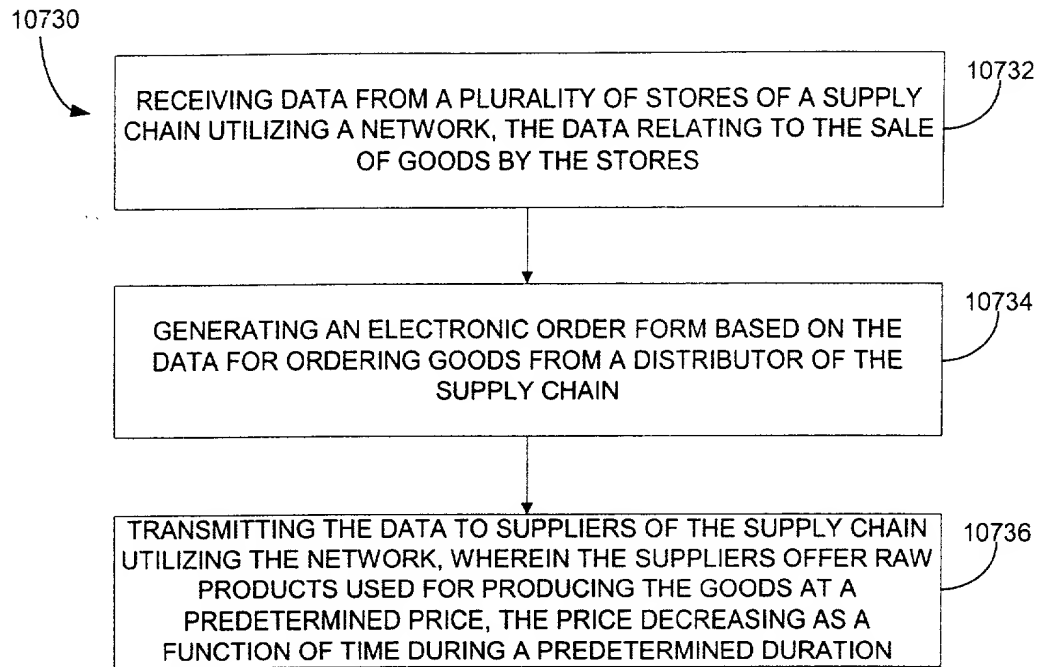 10730
10732
RECEIVING DATA FROM A PLURALITY OF STORES OF A SUPPLY
CHAIN UTILIZING A NETWORK, THE DATA RELATING TO THE SALE
OF GOODS BY THE STORES
10734
GENERATING AN ELECTRONIC ORDER FORM BASED ON THE
DATA FOR ORDERING GOODS FROM A DISTRIBUTOR OF THE
SUPPLY CHAIN
10736
TRANSMITTING THE DATA TO SUPPLIERS OF THE SUPPLY CHAIN
UTILIZING THE NETWORK, WHEREIN THE SUPPLIERS OFFER RAW
PRODUCTS USED FOR PRODUCING THE GOODS AT A
PREDETERMINED PRICE, THE PRICE DECREASING AS A
FUNCTION OF TIME DURING A PREDETERMINED DURATION